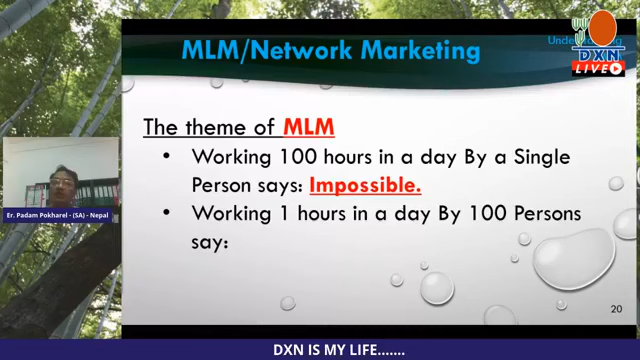 MLM/Network Marketing
DXN
LIVE
The theme of MLM
• Working 100 hours in a day By a Single
Person says: Impossible.
• Working 1 hours in a day By 100 Persons
say:
Er. Padam Pokharel - (SA) - Nepal
20
DXN IS MY LIFE.......